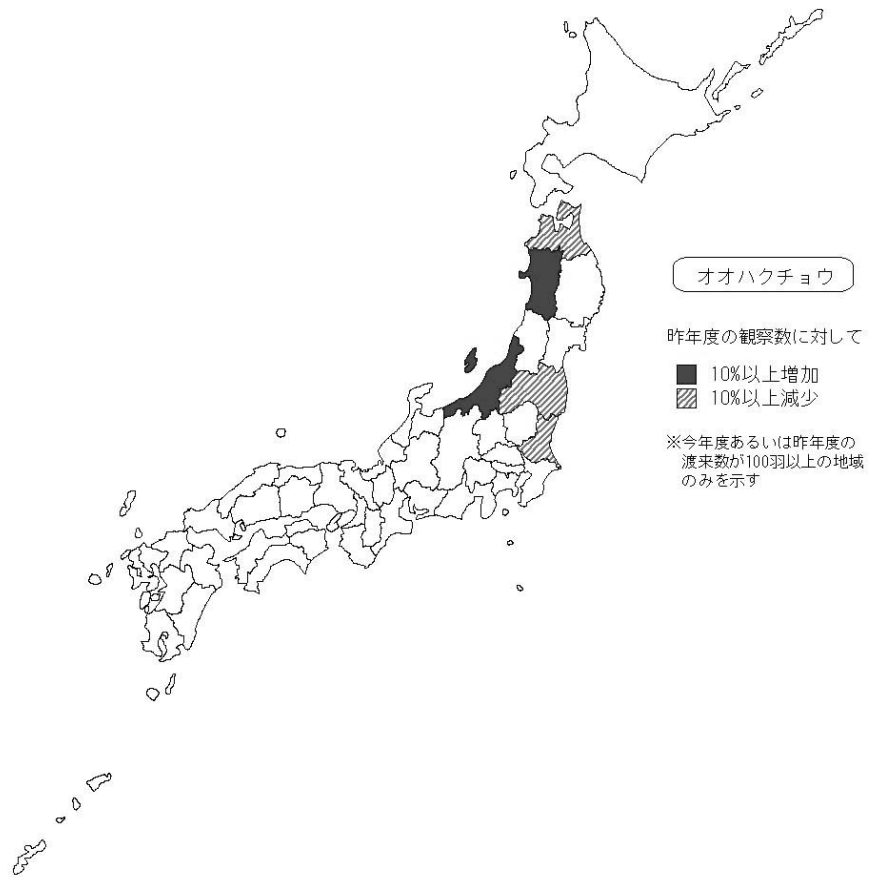 オオハクチョウ
昨年度の観察数に対して
10%以上増加
10%以上減少
※今年度あるいは昨年度の
渡来数が100羽以上の地域
のみを示す